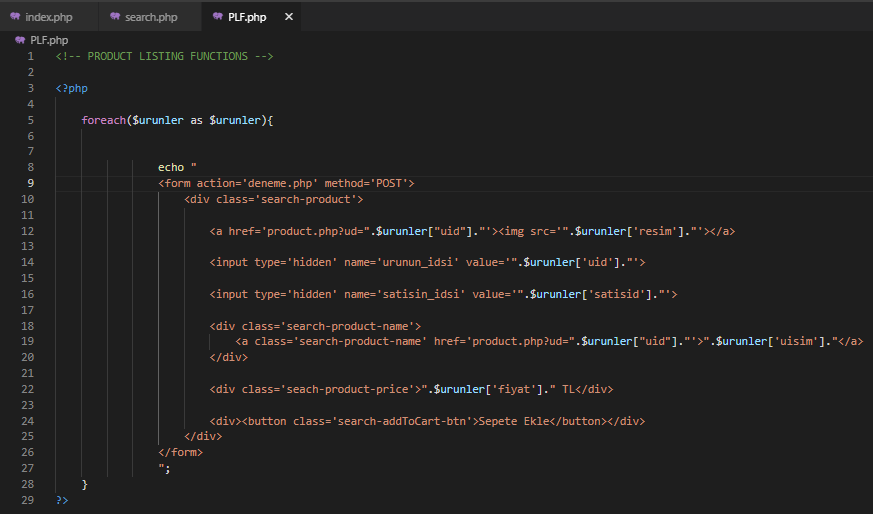 index.php search.php PLF.php ×
PLF.php
1 <!-- PRODUCT LISTING FUNCTIONS -->
2
3 <?php
4
5 foreach($urunler as $urunler){
6
7
8 echo "
9 <form action='deneme.php' method='POST'>
10 <div class='search-product'>
11
12 <a href='product.php?ud=".$urunler["uid"]."'><img src='".$urunler['resim']."'></a>
13
14 <input type='hidden' name='urunun_idsi' value='".$urunler['uid']."'>
15
16 <input type='hidden' name='satisin_idsi' value='".$urunler['satisid']."'>
17
18 <div class='search-product-name'>
19 <a class='search-product-name' href='product.php?ud=".$urunler["uid"]."'>".$urunler['uisim']."</a>
20 </div>
21
22 <div class='seach-product-price'>".$urunler['fiyat']." TL</div>
23
24 <div><button class='search-addToCart-btn'>Sepete Ekle</button></div>
25 </div>
26 </form>
27 ";
28 }
29 ?>